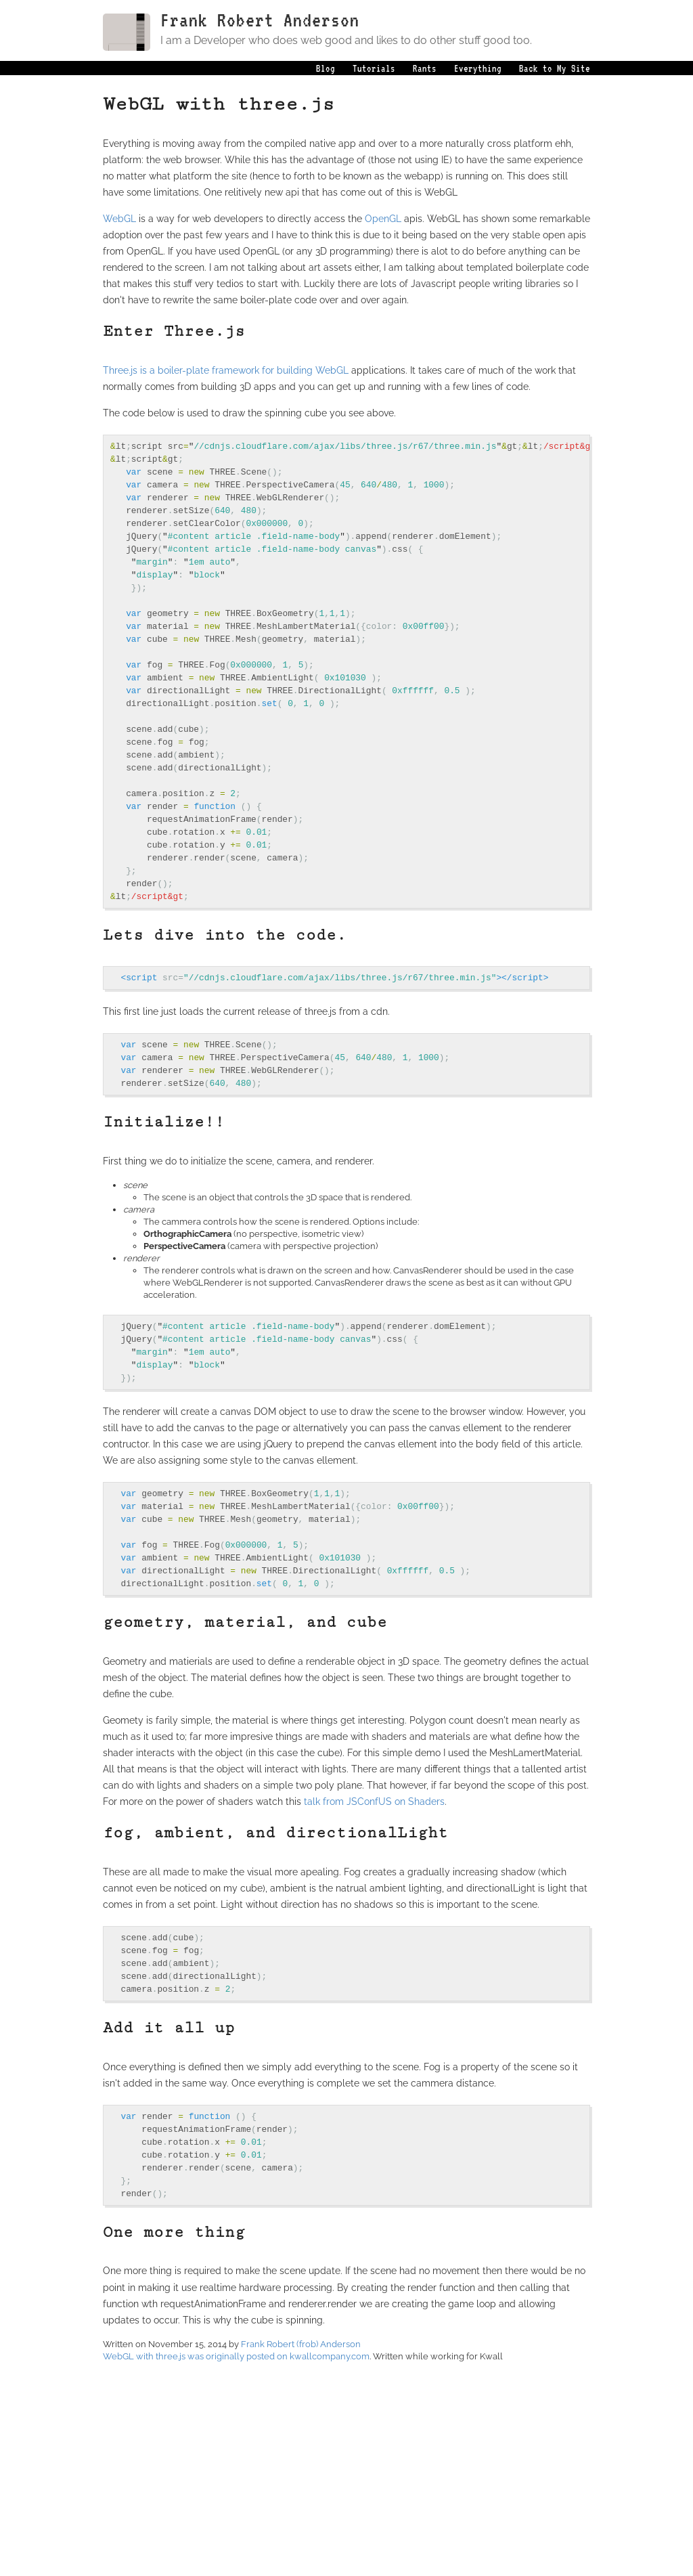 Frank Robert Anderson
I am a Developer who does web good and likes to do other stuff good too.
Blog Tutorials Rants Everything Back to My Site
WebGL with three.js
Everything is moving away from the compiled native app and over to a more naturally cross platform ehh,
platform: the web browser. While this has the advantage of (those not using IE) to have the same experience
no matter what platform the site (hence to forth to be known as the webapp) is running on. This does still
have some limitations. One relitively new api that has come out of this is WebGL
WebGL is a way for web developers to directly access the OpenGL apis. WebGL has shown some remarkable
adoption over the past few years and I have to think this is due to it being based on the very stable open apis
from OpenGL. If you have used OpenGL (or any 3D programming) there is alot to do before anything can be
rendered to the screen. I am not talking about art assets either, I am talking about templated boilerplate code
that makes this stuff very tedios to start with. Luckily there are lots of Javascript people writing libraries so I
don't have to rewrite the same boiler-plate code over and over again.
Enter Three.js
Three.js is a boiler-plate framework for building WebGL applications. It takes care of much of the work that
normally comes from building 3D apps and you can get up and running with a few lines of code.
The code below is used to draw the spinning cube you see above.
&lt;script src="//cdnjs.cloudflare.com/ajax/libs/three.js/r67/three.min.js"&gt;&lt;/script&g
&lt;script&gt;
var scene = new THREE.Scene();
var camera = new THREE.PerspectiveCamera(45, 640/480, 1, 1000);
var renderer = new THREE.WebGLRenderer();
renderer.setSize(640, 480);
renderer.setClearColor(0x000000, 0);
jQuery("#content article .field-name-body").append(renderer.domElement);
jQuery("#content article .field-name-body canvas").css( {
"margin": "1em auto",
"display": "block"
});
var geometry = new THREE.BoxGeometry(1,1,1);
var material = new THREE.MeshLambertMaterial({color: 0x00ff00});
var cube = new THREE.Mesh(geometry, material);
var fog = THREE.Fog(0x000000, 1, 5);
var ambient = new THREE.AmbientLight( 0x101030 );
var directionalLight = new THREE.DirectionalLight( 0xffffff, 0.5 );
directionalLight.position.set( 0, 1, 0 );
scene.add(cube);
scene.fog = fog;
scene.add(ambient);
scene.add(directionalLight);
camera.position.z = 2;
var render = function () {
requestAnimationFrame(render);
cube.rotation.x += 0.01;
cube.rotation.y += 0.01;
renderer.render(scene, camera);
};
render();
&lt;/script&gt;
Lets dive into the code.
<script src="//cdnjs.cloudflare.com/ajax/libs/three.js/r67/three.min.js"></script>
This first line just loads the current release of three.js from a cdn.
var scene = new THREE.Scene();
var camera = new THREE.PerspectiveCamera(45, 640/480, 1, 1000);
var renderer = new THREE.WebGLRenderer();
renderer.setSize(640, 480);
Initialize!!
First thing we do to initialize the scene, camera, and renderer.
scene
The scene is an object that controls the 3D space that is rendered.
camera
The cammera controls how the scene is rendered. Options include:
OrthographicCamera (no perspective, isometric view)
PerspectiveCamera (camera with perspective projection)
renderer
The renderer controls what is drawn on the screen and how. CanvasRenderer should be used in the case
where WebGLRenderer is not supported. CanvasRenderer draws the scene as best as it can without GPU
acceleration.
jQuery("#content article .field-name-body").append(renderer.domElement);
jQuery("#content article .field-name-body canvas").css( {
"margin": "1em auto",
"display": "block"
});
The renderer will create a canvas DOM object to use to draw the scene to the browser window. However, you
still have to add the canvas to the page or alternatively you can pass the canvas ellement to the renderer
contructor. In this case we are using jQuery to prepend the canvas ellement into the body field of this article.
We are also assigning some style to the canvas ellement.
var geometry = new THREE.BoxGeometry(1,1,1);
var material = new THREE.MeshLambertMaterial({color: 0x00ff00});
var cube = new THREE.Mesh(geometry, material);
var fog = THREE.Fog(0x000000, 1, 5);
var ambient = new THREE.AmbientLight( 0x101030 );
var directionalLight = new THREE.DirectionalLight( 0xffffff, 0.5 );
directionalLight.position.set( 0, 1, 0 );
geometry, material, and cube
Geometry and matierials are used to define a renderable object in 3D space. The geometry defines the actual
mesh of the object. The material defines how the object is seen. These two things are brought together to
define the cube.
Geomety is farily simple, the material is where things get interesting. Polygon count doesn't mean nearly as
much as it used to; far more impresive things are made with shaders and materials are what define how the
shader interacts with the object (in this case the cube). For this simple demo I used the MeshLamertMaterial.
All that means is that the object will interact with lights. There are many different things that a tallented artist
can do with lights and shaders on a simple two poly plane. That however, if far beyond the scope of this post.
For more on the power of shaders watch this talk from JSConfUS on Shaders.
fog, ambient, and directionalLight
These are all made to make the visual more apealing. Fog creates a gradually increasing shadow (which
cannot even be noticed on my cube), ambient is the natrual ambient lighting, and directionalLight is light that
comes in from a set point. Light without direction has no shadows so this is important to the scene.
scene.add(cube);
scene.fog = fog;
scene.add(ambient);
scene.add(directionalLight);
camera.position.z = 2;
Add it all up
Once everything is defined then we simply add everything to the scene. Fog is a property of the scene so it
isn't added in the same way. Once everything is complete we set the cammera distance.
var render = function () {
requestAnimationFrame(render);
cube.rotation.x += 0.01;
cube.rotation.y += 0.01;
renderer.render(scene, camera);
};
render();
One more thing
One more thing is required to make the scene update. If the scene had no movement then there would be no
point in making it use realtime hardware processing. By creating the render function and then calling that
function wth requestAnimationFrame and renderer.render we are creating the game loop and allowing
updates to occur. This is why the cube is spinning.
Written on November 15, 2014 by Frank Robert (frob) Anderson
WebGL with three.js was originally posted on kwallcompany.com. Written while working for Kwall